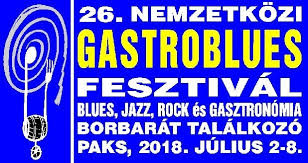 26. NEMZETKÖZI
GASTROBLUES
FESZTIVÁL
BLUES, JAZZ, ROCK és GASZTRONÓMIA
BORBARÁT TALÁLKOZÓ
PAKS, 2018. JÚLIUS 2-8.